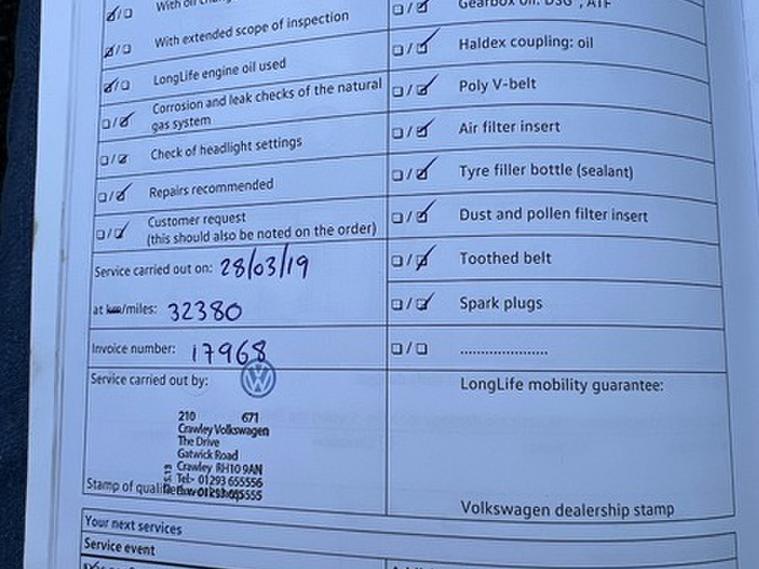 With oil
Gearbox oil: DSG®, ATF
With extended scope of inspection
Haldex coupling: oil
LongLife engine oil used
Poly V-belt
Corrosion and leak checks of the natural
gas system
Air filter insert
Check of headlight settings
Tyre filler bottle (sealant)
Repairs recommended
Dust and pollen filter insert
Customer request
(this should also be noted on the order)
Toothed belt
Service carried out on: 28/03/19
Spark plugs
at km/miles: 32380
Invoice number: 17968
.....................
Service carried out by:
LongLife mobility guarantee:
210 671
Crawley Volkswagen
The Drive
Gatwick Road
Crawley RH10 9AN
Tel:- 01293 655556
Stamp of
Volkswagen dealership stamp
Your next services
Service event